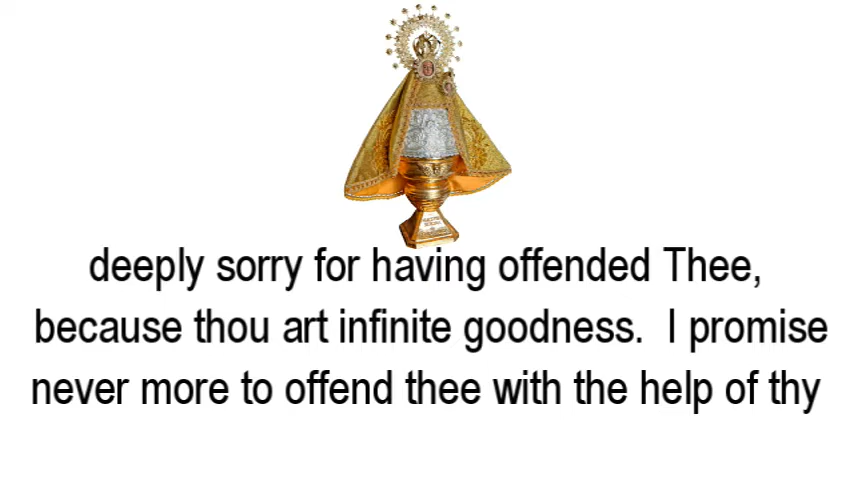 deeply sorry for having offended Thee,
because thou art infinite goodness. I promise
never more to offend thee with the help of thy